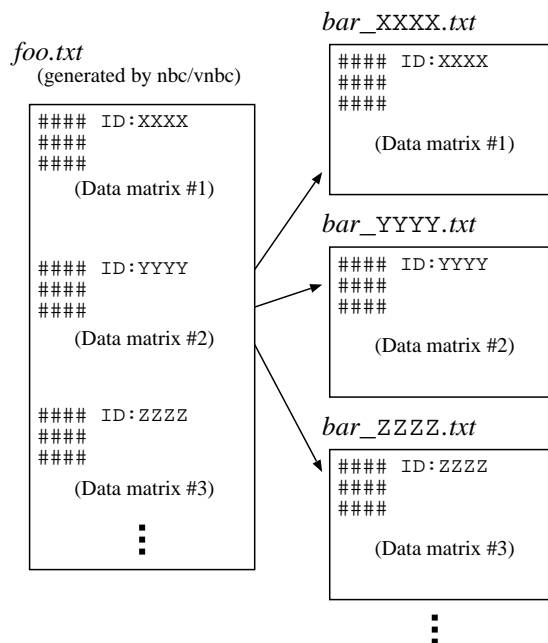 foo.txt
(generated by nbc/vnbc)
#### ID:XXXX
####
####
(Data matrix #1)
#### ID:YYYY
####
####
(Data matrix #2)
#### ID:ZZZZ
####
####
(Data matrix #3)
bar_XXXX.txt
#### ID:XXXX
####
####
(Data matrix #1)
bar_YYYY.txt
#### ID:YYYY
####
####
(Data matrix #2)
bar_ZZZZ.txt
#### ID:ZZZZ
####
####
(Data matrix #3)